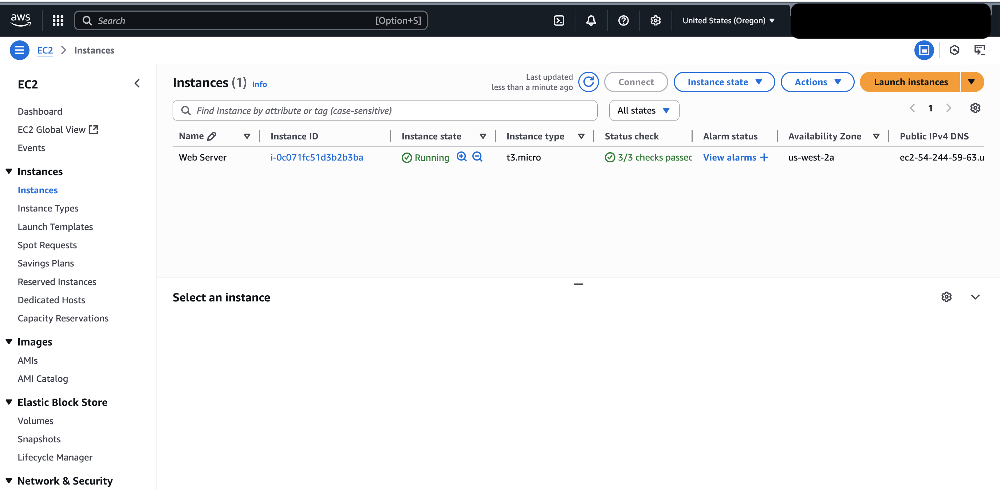 aws
Search [Option+S]
United States (Oregon)
EC2 Instances
EC2
Dashboard
EC2 Global View
Events
Instances
Instances
Instance Types
Launch Templates
Spot Requests
Savings Plans
Reserved Instances
Dedicated Hosts
Capacity Reservations
Images
AMIs
AMI Catalog
Elastic Block Store
Volumes
Snapshots
Lifecycle Manager
Network & Security
Instances (1) Info
Last updated
less than a minute ago
Connect
Instance state
Actions
Launch instances
Find Instance by attribute or tag (case-sensitive)
All states
1
Name Instance ID Instance state Instance type Status check Alarm status Availability Zone Public IPv4 DNS
Web Server i-0c071fc51d3b2b3ba Running t3.micro 3/3 checks passed View alarms + us-west-2a ec2-54-244-59-63.u
Select an instance